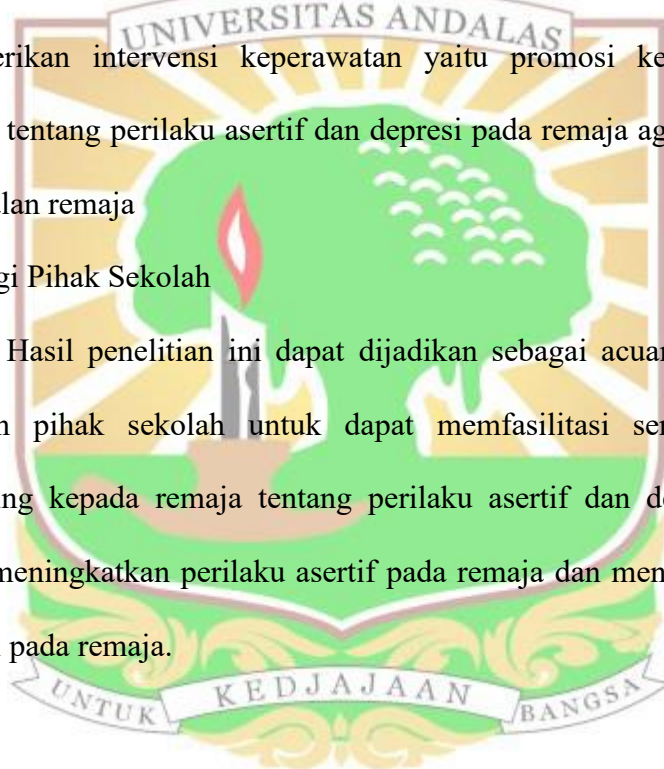 UNIVERSITAS ANDALAS
erikan intervensi keperawatan yaitu promosi ke
tentang perilaku asertif dan depresi pada remaja ag
lan remaja
gi Pihak Sekolah
Hasil penelitian ini dapat dijadikan sebagai acuan
pihak sekolah untuk dapat memfasilitasi ser
ng kepada remaja tentang perilaku asertif dan de
meningkatkan perilaku asertif pada remaja dan men
pada remaja.
UNTUK KEDJAJAAN BANGSA